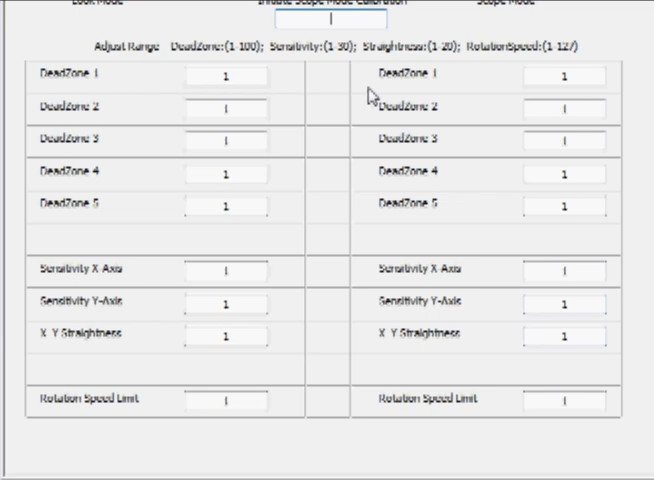 Look Mode Initiate Scope Mode Calibration Scope Mode
Adjust Range DeadZone:(1-100); Sensitivity:(1-30); Straightness:(1-20); RotationSpeed:(1-127)
DeadZone 1 1 DeadZone 1 1
DeadZone 2 1 DeadZone 2 1
DeadZone 3 1 DeadZone 3 1
DeadZone 4 1 DeadZone 4 1
DeadZone 5 1 DeadZone 5 1
Sensitivity X-Axis 1 Sensitivity X-Axis 1
Sensitivity Y-Axis 1 Sensitivity Y-Axis 1
X Y Straightness 1 X Y Straightness 1
Rotation Speed Limit 1 Rotation Speed Limit 1